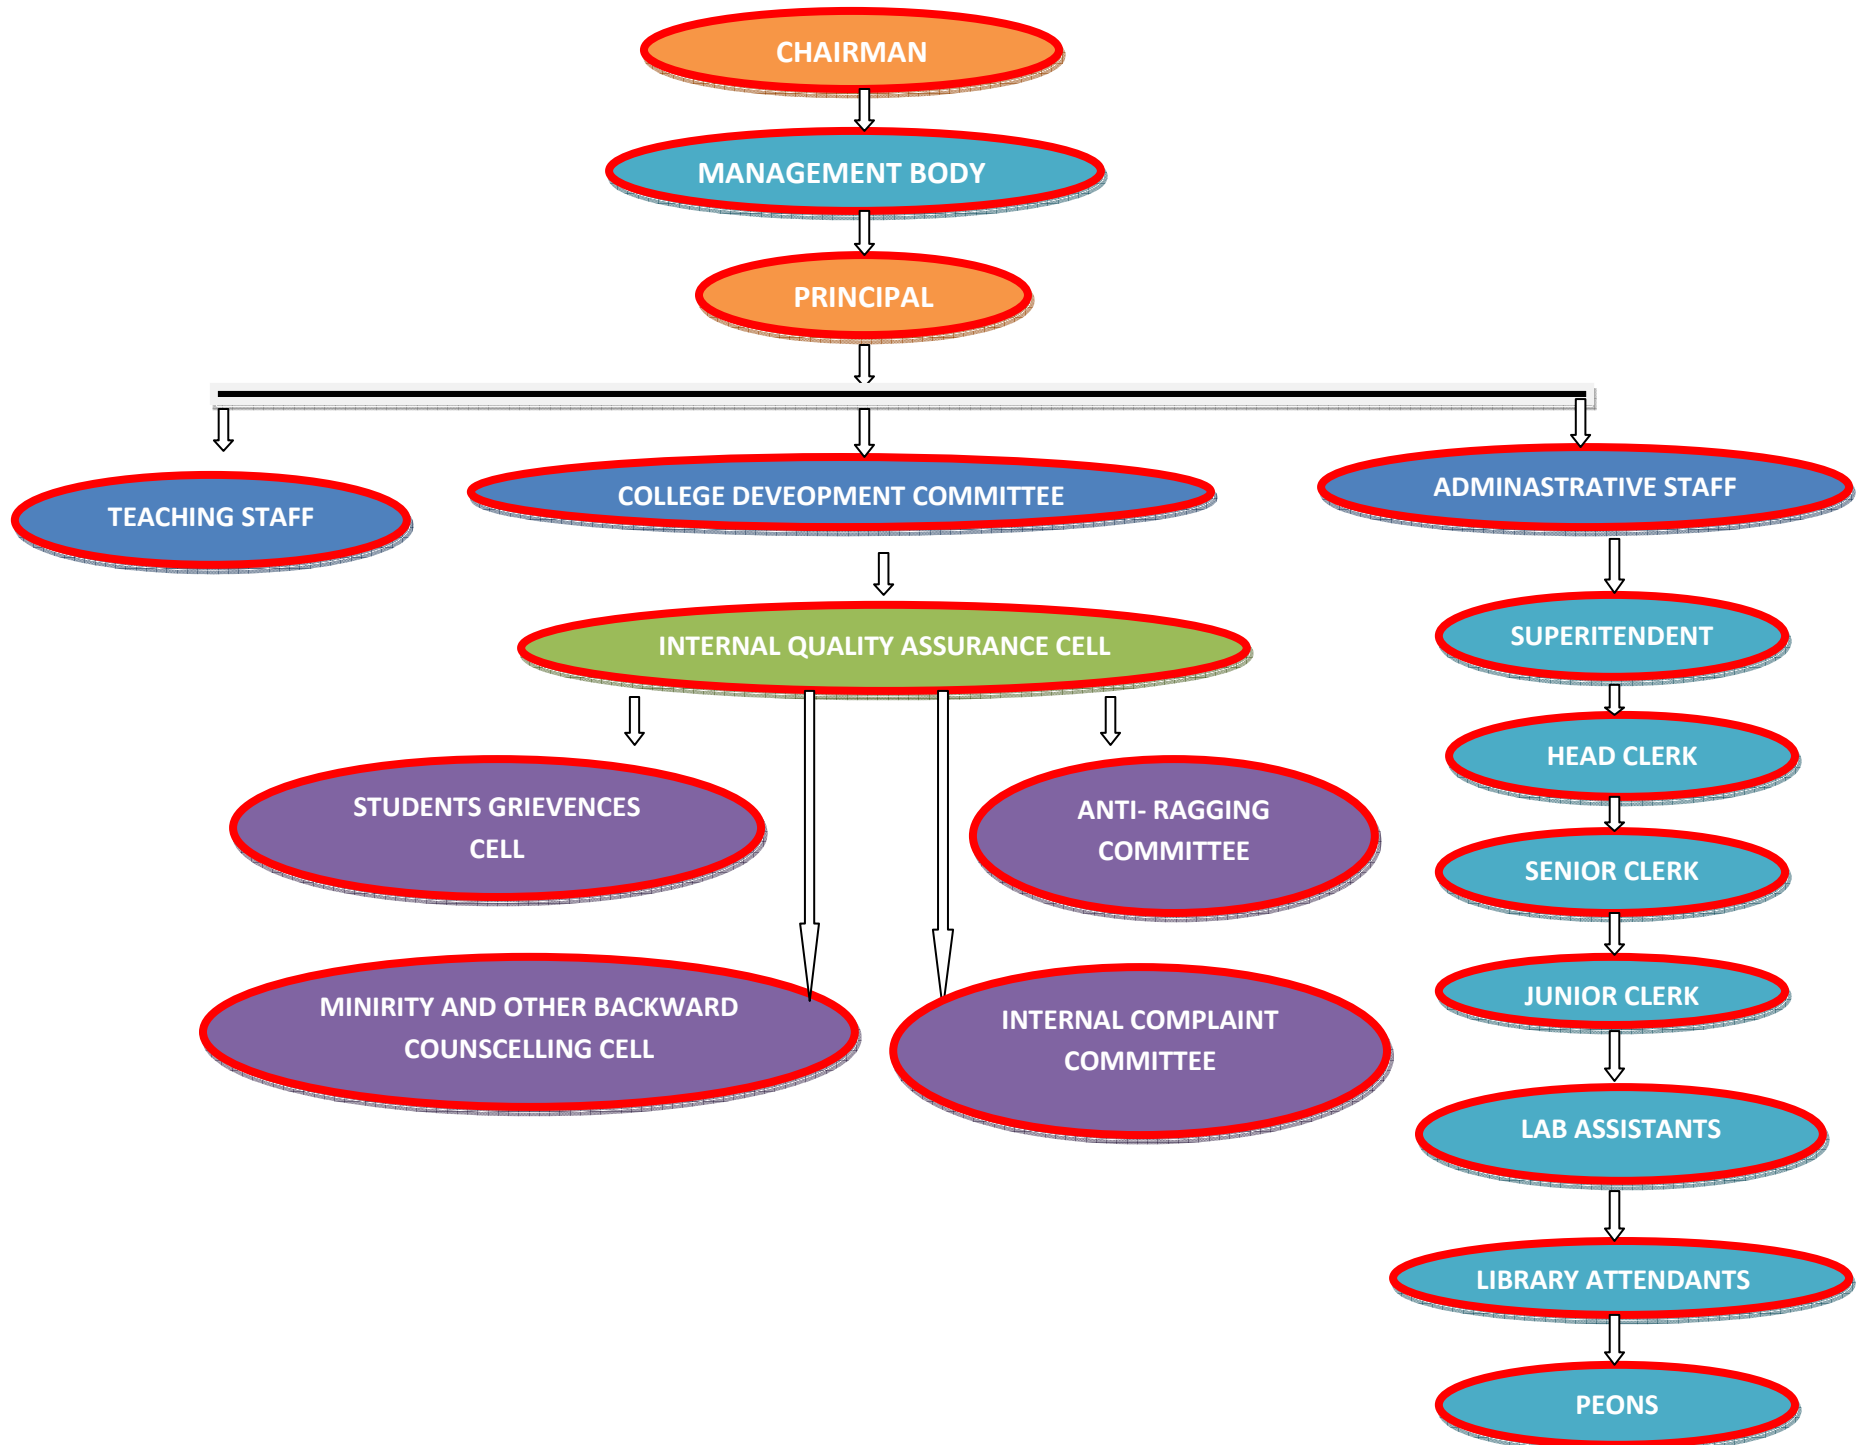 CHAIRMAN
MANAGEMENT BODY
PRINCIPAL
TEACHING STAFF
COLLEGE DEVEOPMENT COMMITTEE
ADMINASTRATIVE STAFF
INTERNAL QUALITY ASSURANCE CELL
STUDENTS GRIEVENCES
CELL
ANTI- RAGGING
COMMITTEE
MINIRITY AND OTHER BACKWARD
COUNSCELLING CELL
INTERNAL COMPLAINT
COMMITTEE
SUPERITENDENT
HEAD CLERK
SENIOR CLERK
JUNIOR CLERK
LAB ASSISTANTS
LIBRARY ATTENDANTS
PEONS